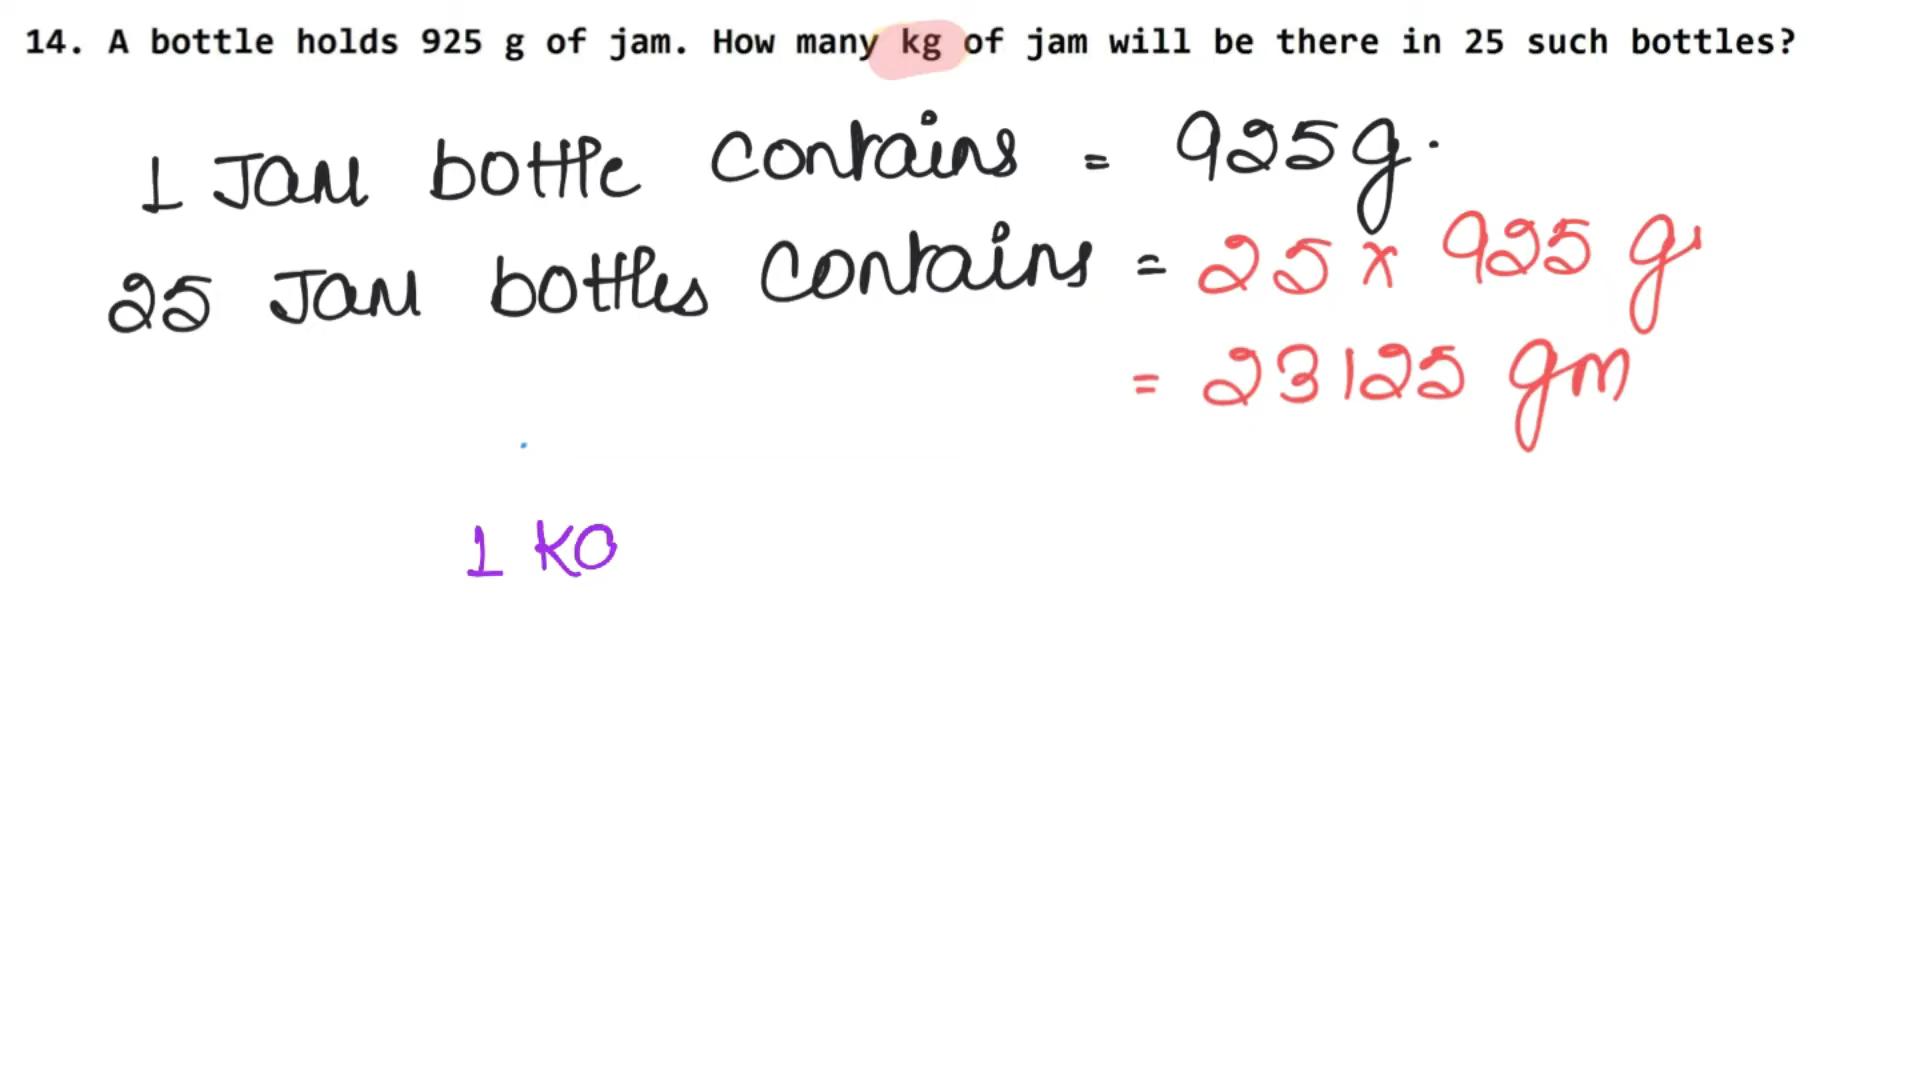 14. A bottle holds 925 g of jam. How many kg of jam will be there in 25 such bottles?
1 Jam bottle contains = 925g.
25 Jam bottles contains = 25 x 925 g
= 23125 gm
1 KO